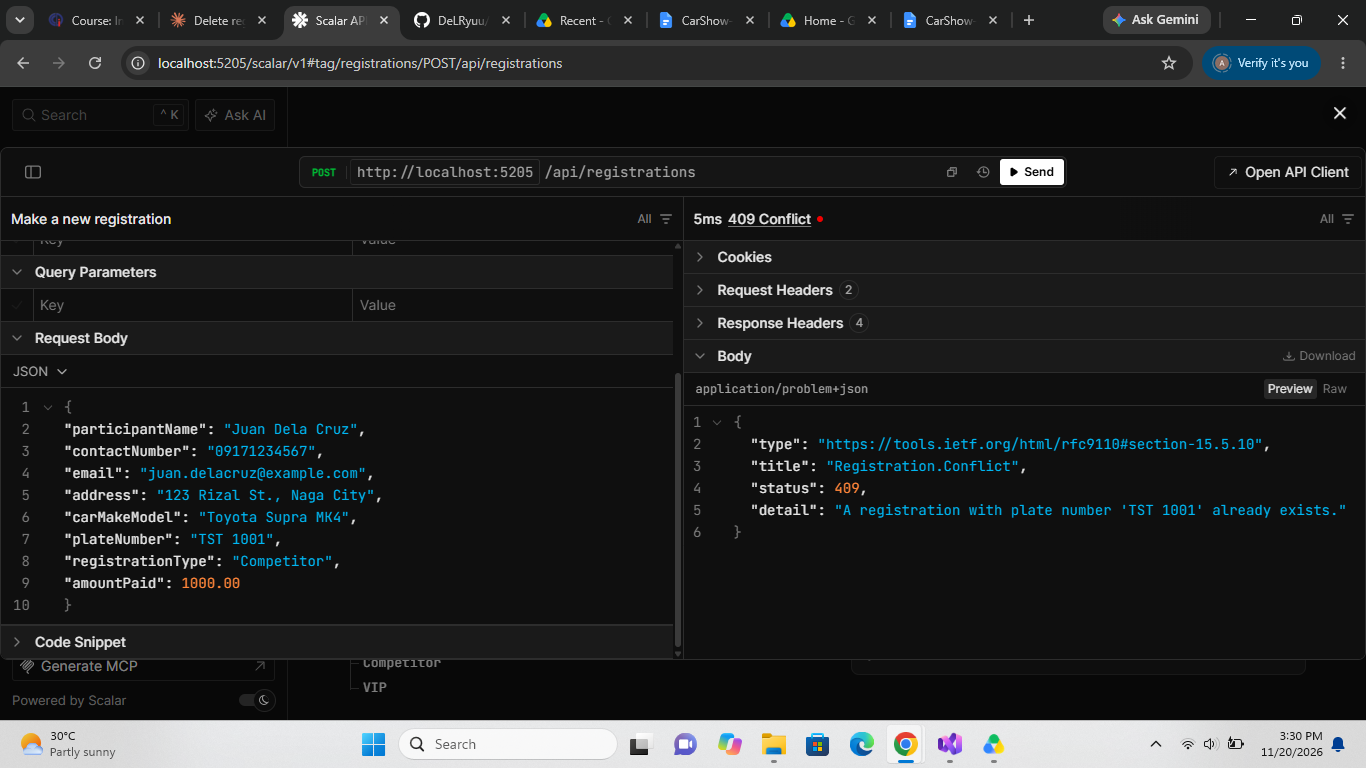 Course: In
Delete re
Scalar AP
DeLRyuu/
Recent - G
CarShow-
Home - G
CarShow-
Ask Gemini
localhost:5205/scalar/v1#tag/registrations/POST/api/registrations
Verify it's you
Search
^ K
Ask AI
POST
http://localhost:5205
/api/registrations
Send
Open API Client
Make a new registration
All
5ms 409 Conflict
All
Key
Value
Query Parameters
Key
Value
Request Body
JSON
1 {
2 "participantName": "Juan Dela Cruz",
3 "contactNumber": "09171234567",
4 "email": "juan.delacruz@example.com",
5 "address": "123 Rizal St., Naga City",
6 "carMakeModel": "Toyota Supra MK4",
7 "plateNumber": "TST 1001",
8 "registrationType": "Competitor",
9 "amountPaid": 1000.00
10 }
Code Snippet
Cookies
Request Headers 2
Response Headers 4
Body
Download
application/problem+json
Preview Raw
1 {
2 "type": "https://tools.ietf.org/html/rfc9110#section-15.5.10",
3 "title": "Registration.Conflict",
4 "status": 409,
5 "detail": "A registration with plate number 'TST 1001' already exists."
6 }
Generate MCP
Competitor
VIP
Powered by Scalar
30°C
Partly sunny
Search
3:30 PM
11/20/2026